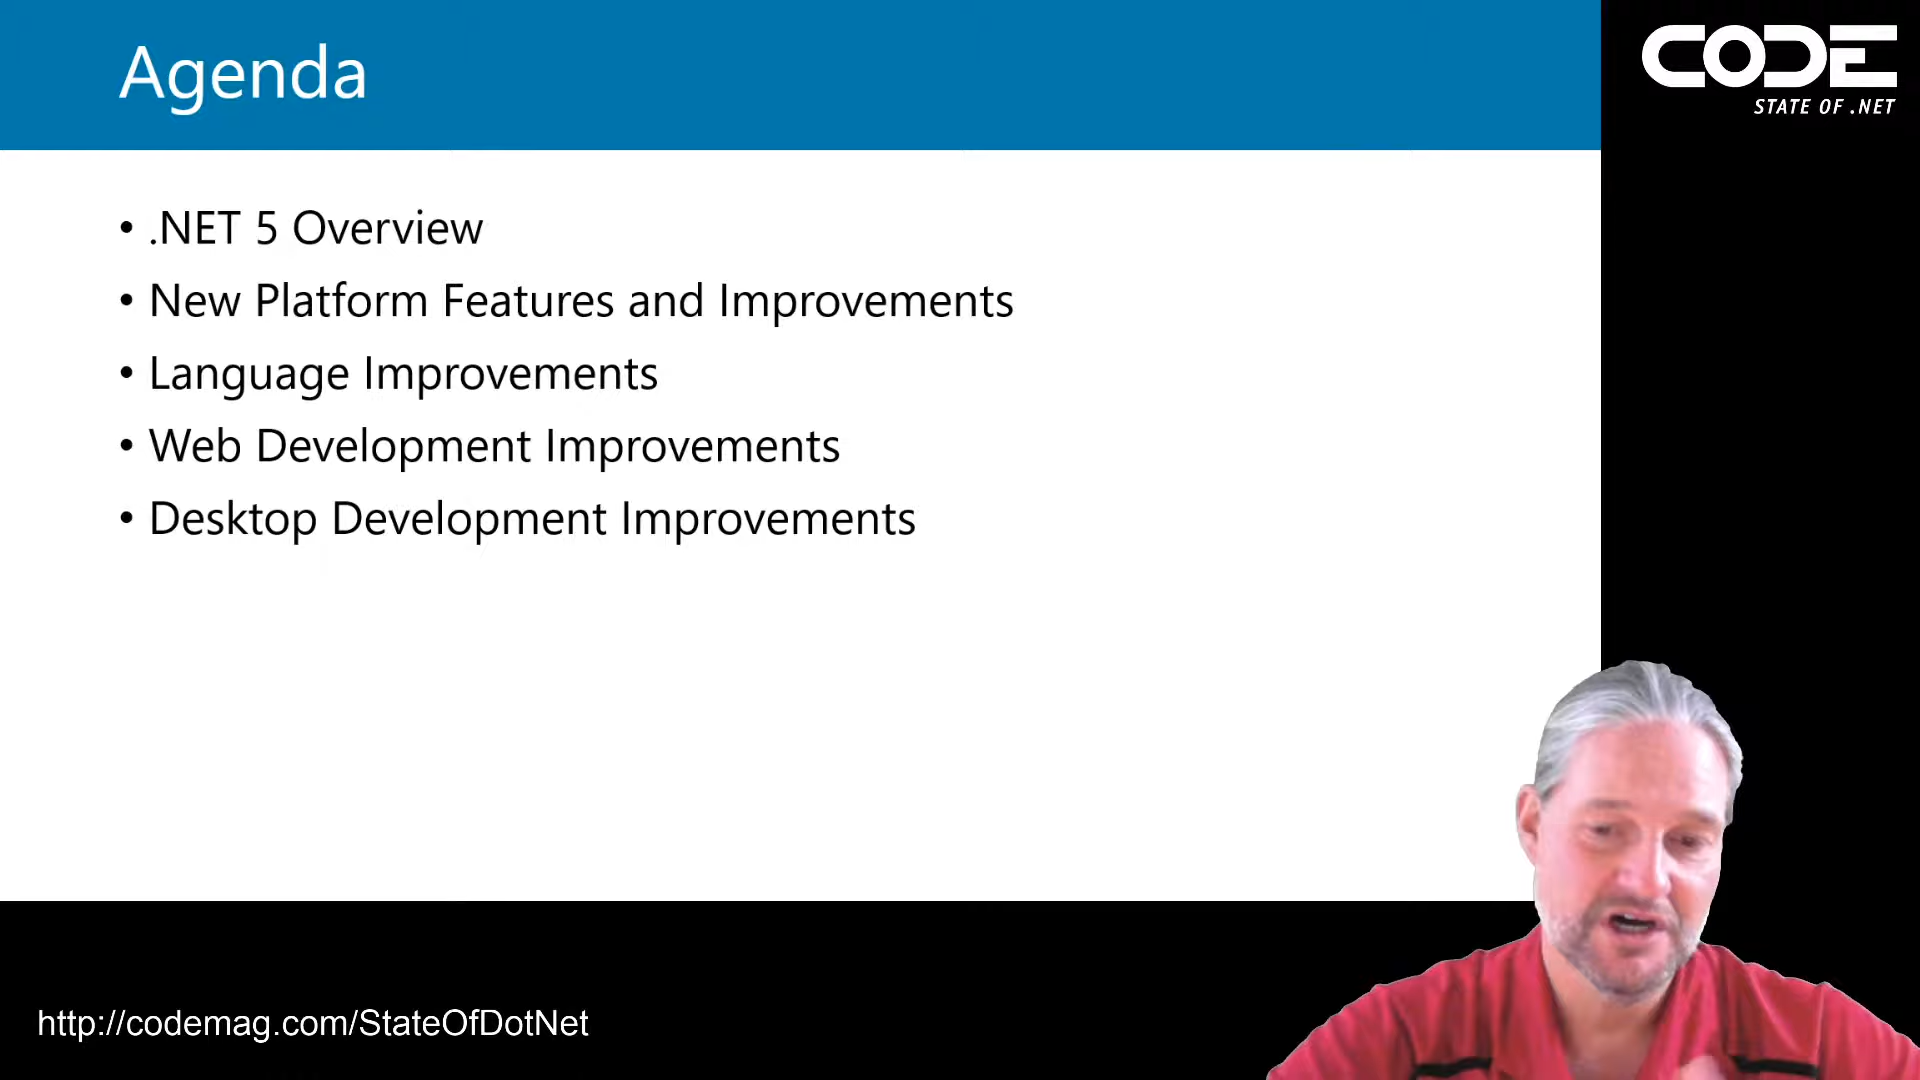 Agenda
CODE
STATE OF .NET
• .NET 5 Overview
• New Platform Features and Improvements
• Language Improvements
• Web Development Improvements
• Desktop Development Improvements
http://codemag.com/StateOfDotNet